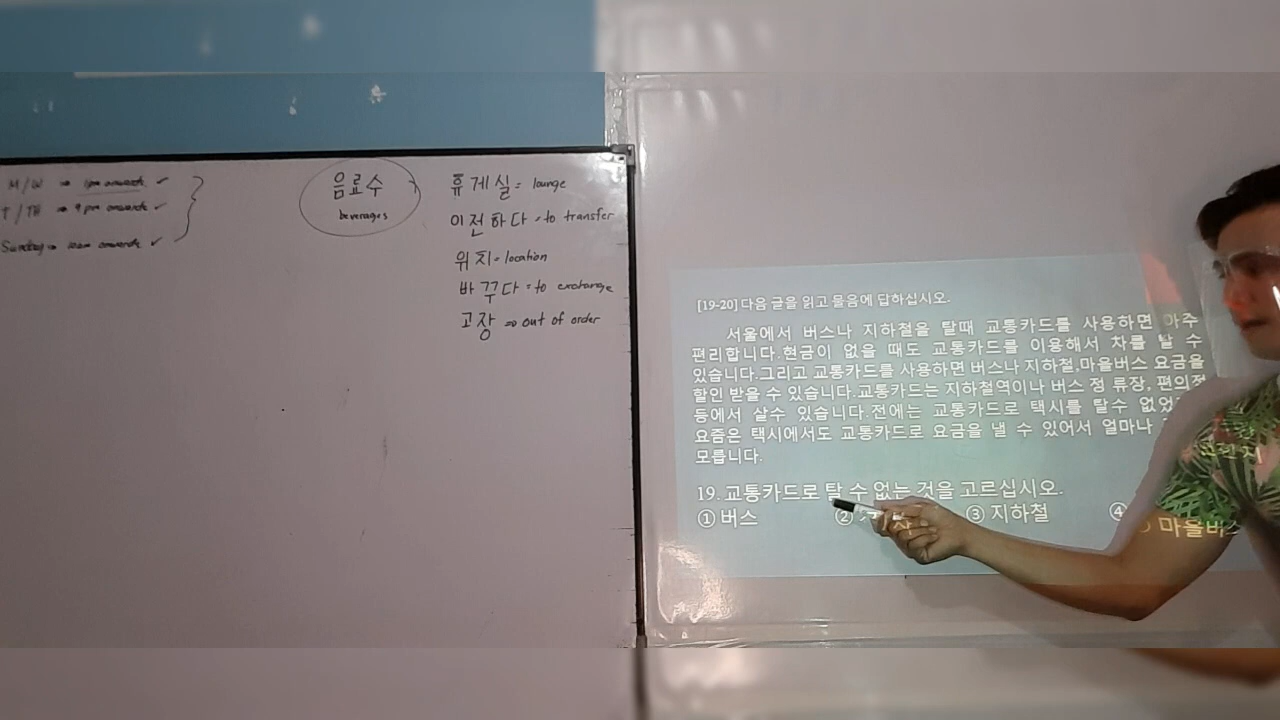 M/W => 1pm onwards ✓
T/TH => 9pm onwards ✓
Sunday => 10am onwards ✓
음료수
beverages
휴게실 = lounge
이전하다 = to transfer
위치 = location
바꾸다 = to exchange
고장 => out of order
[19-20] 다음 글을 읽고 물음에 답하십시오.
서울에서 버스나 지하철을 탈때 교통카드를 사용하면 아주
편리합니다.현금이 없을 때도 교통카드를 이용해서 차를 탈 수
있습니다.그리고 교통카드를 사용하면 버스나 지하철,마을버스 요금을
할인 받을 수 있습니다.교통카드는 지하철역이나 버스 정 류장, 편의점
등에서 살수 있습니다.전에는 교통카드로 택시를 탈수 없었
요즘은 택시에서도 교통카드로 요금을 낼 수 있어서 얼마나
모릅니다.
19. 교통카드로 탈 수 없는 것을 고르십시오.
① 버스 ② ③ 지하철 ④ 마을버스